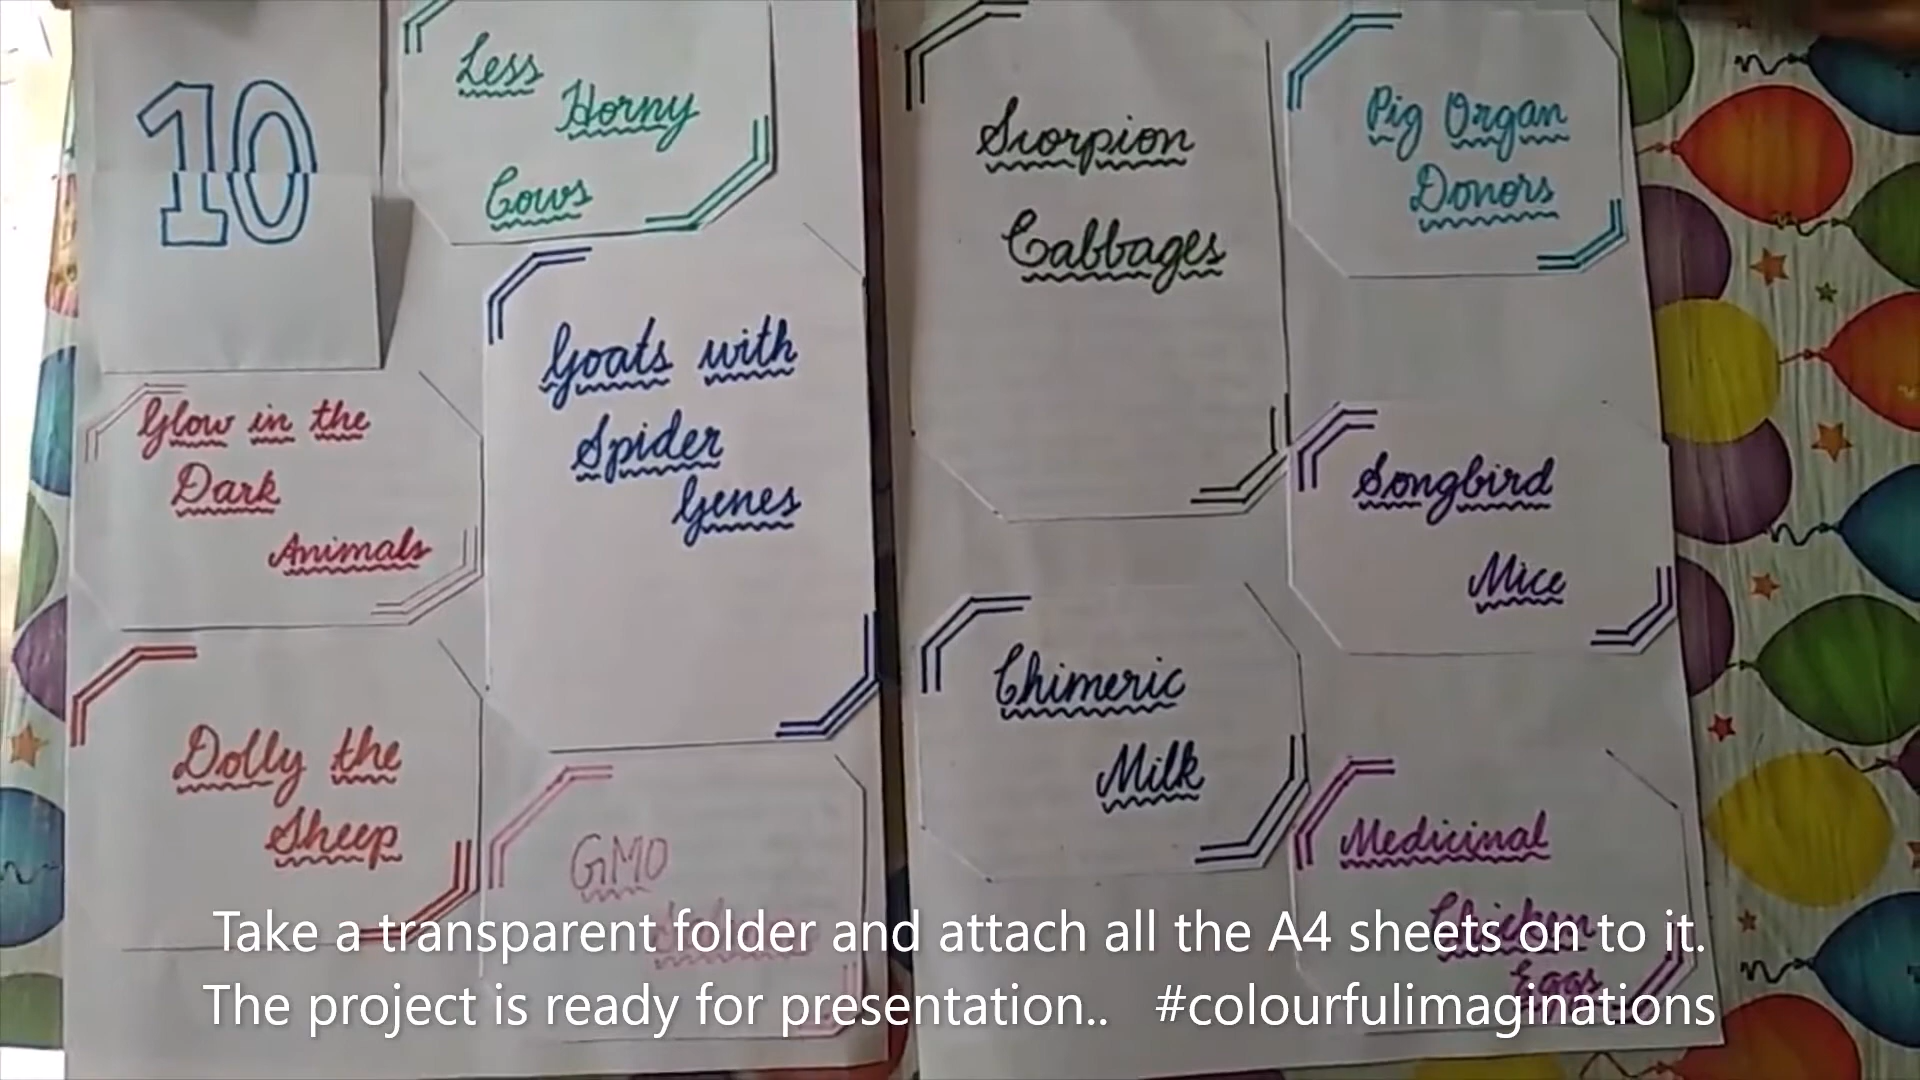 10
Less
Horny
Cows
Glow in the
Dark
Animals
Goats with
Spider
Genes
Dolly the
Sheep
GMO
Scorpion
Cabbages
Pig Organ
Donors
Songbird
Mice
Chimeric
Milk
Medicinal
Chicken
Eggs
Take a transparent folder and attach all the A4 sheets on to it.
The project is ready for presentation.. #colourfulimaginations